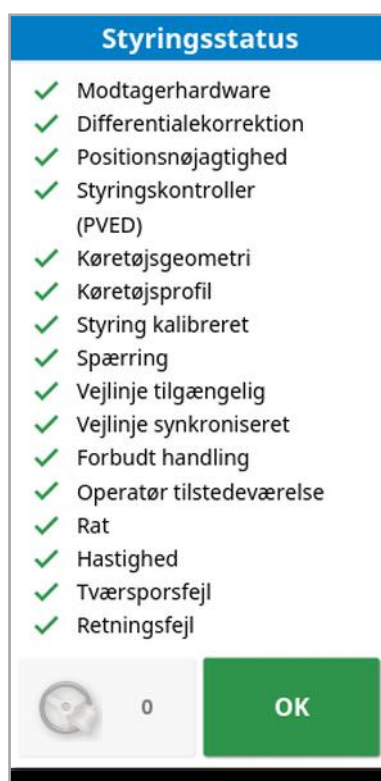 Styringsstatus
Modtagerhardware
Differentialekorrektion
Positionsnøjagtighed
Styringskontroller
(PVED)
Køretøjsgeometri
Køretøjsprofil
Styring kalibreret
Spærring
Vejlinje tilgængelig
Vejlinje synkroniseret
Forbudt handling
Operatør tilstedeværelse
Rat
Hastighed
Tværsporsfejl
Retningsfejl
0
OK